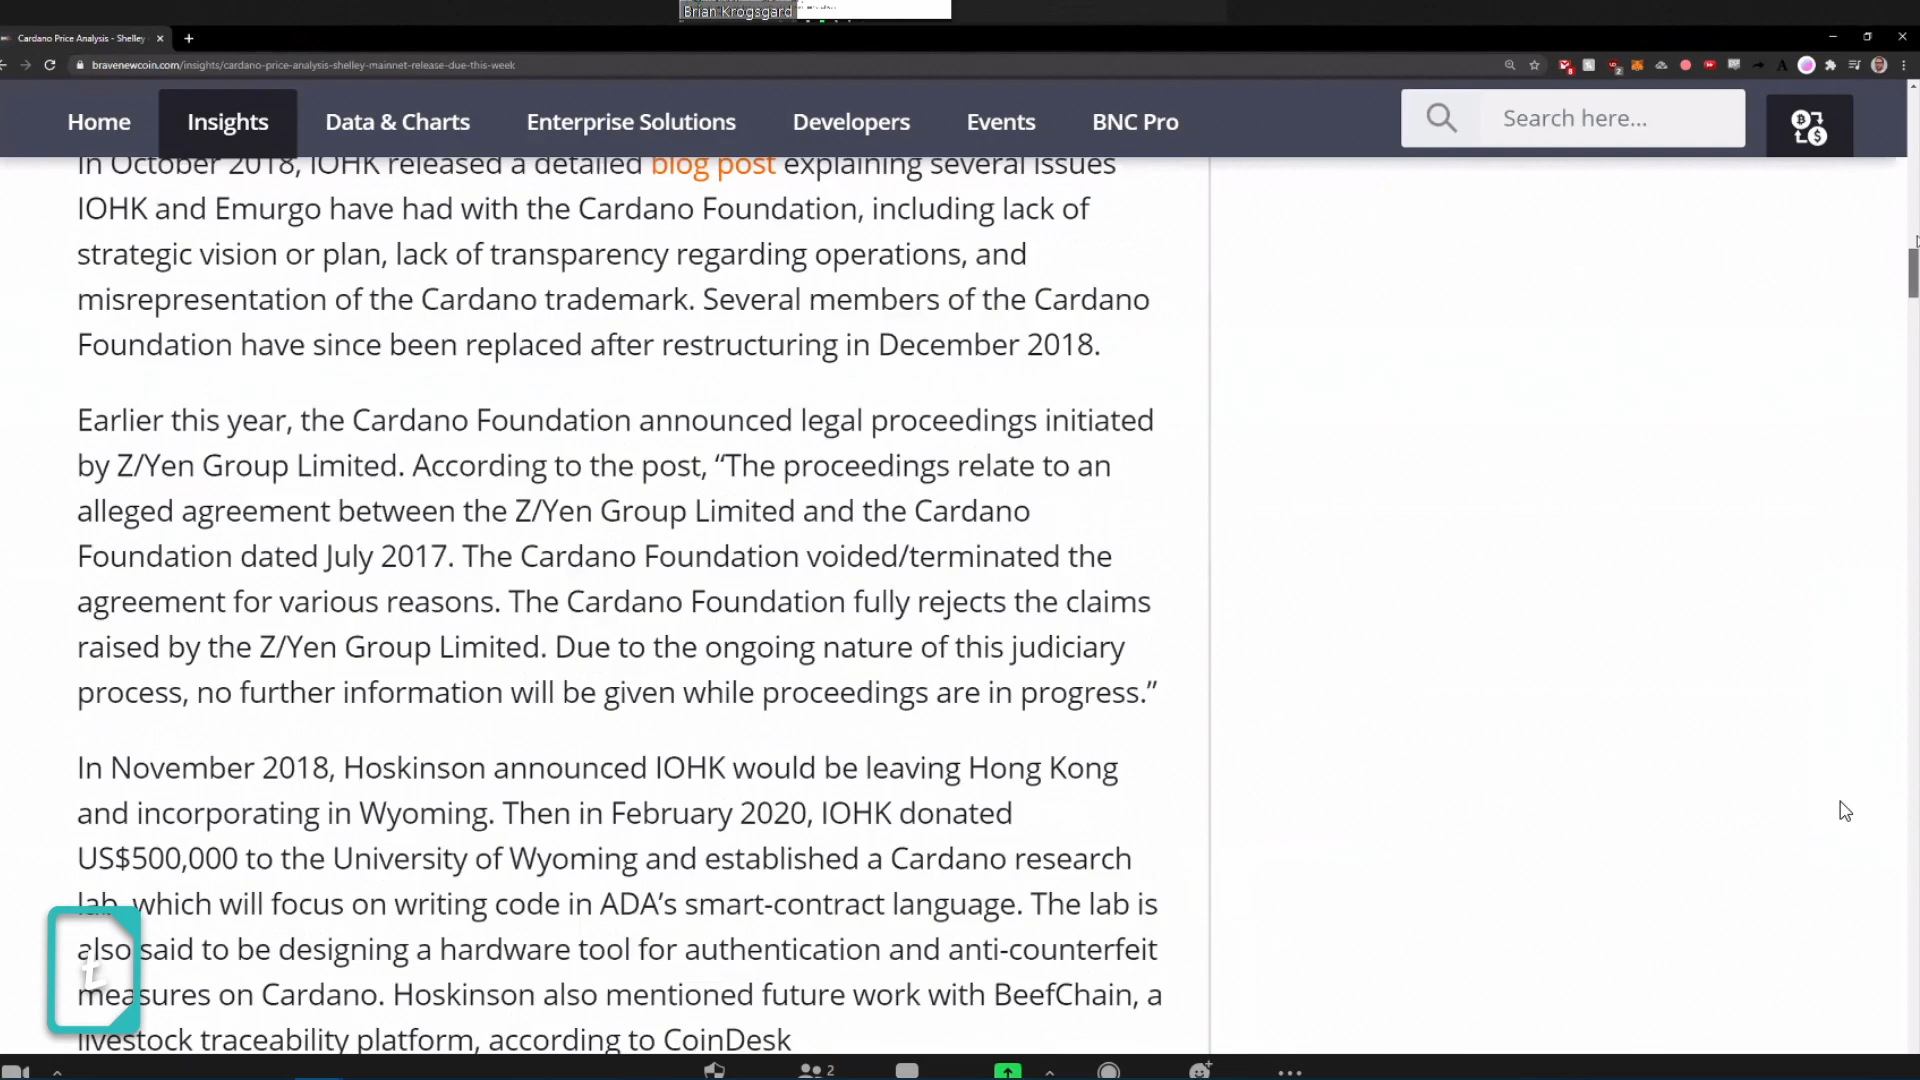 Brian Krogsgard
Cardano Price Analysis - Shelley
bravenewcoin.com/insights/cardano-price-analysis-shelley-mainnet-release-due-this-week
Home Insights Data & Charts Enterprise Solutions Developers Events BNC Pro Search here...
In October 2018, IOHK released a detailed blog post explaining several issues
IOHK and Emurgo have had with the Cardano Foundation, including lack of
strategic vision or plan, lack of transparency regarding operations, and
misrepresentation of the Cardano trademark. Several members of the Cardano
Foundation have since been replaced after restructuring in December 2018.
Earlier this year, the Cardano Foundation announced legal proceedings initiated
by Z/Yen Group Limited. According to the post, “The proceedings relate to an
alleged agreement between the Z/Yen Group Limited and the Cardano
Foundation dated July 2017. The Cardano Foundation voided/terminated the
agreement for various reasons. The Cardano Foundation fully rejects the claims
raised by the Z/Yen Group Limited. Due to the ongoing nature of this judiciary
process, no further information will be given while proceedings are in progress.”
In November 2018, Hoskinson announced IOHK would be leaving Hong Kong
and incorporating in Wyoming. Then in February 2020, IOHK donated
US$500,000 to the University of Wyoming and established a Cardano research
lab, which will focus on writing code in ADA’s smart-contract language. The lab is
also said to be designing a hardware tool for authentication and anti-counterfeit
measures on Cardano. Hoskinson also mentioned future work with BeefChain, a
livestock traceability platform, according to CoinDesk
t
2